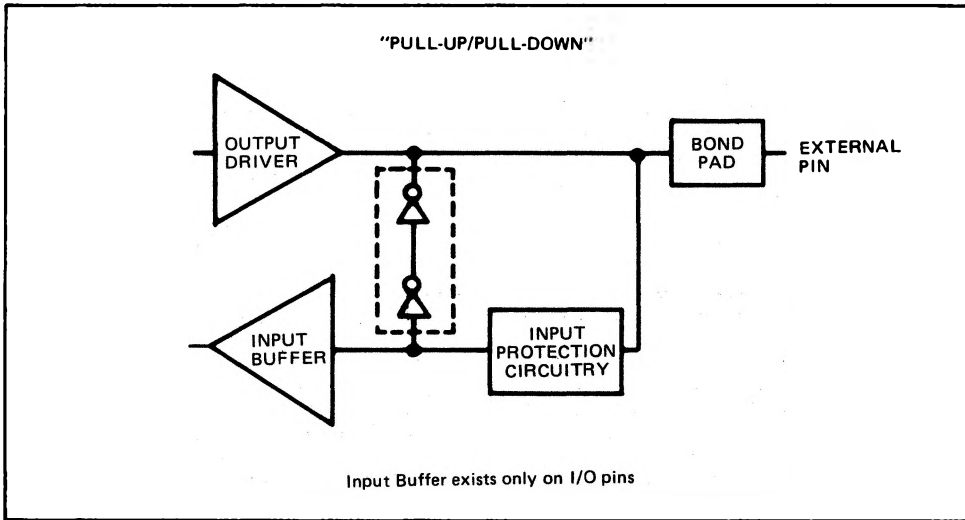 "PULL-UP/PULL-DOWN"
OUTPUT
DRIVER
BOND
PAD
EXTERNAL
PIN
INPUT
BUFFER
INPUT
PROTECTION
CIRCUITRY
Input Buffer exists only on I/O pins